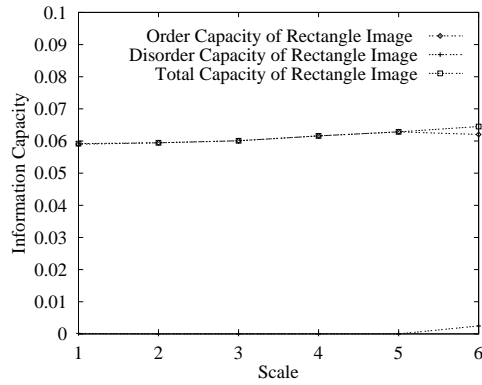 0.1
Order Capacity of Rectangle Image
0.09
Disorder Capacity of Rectangle Image
Total Capacity of Rectangle Image
0.08
0.07
0.06
0.05
0.04
0.03
0.02
0.01
0
Information Capacity
1 2 3 4 5 6
Scale